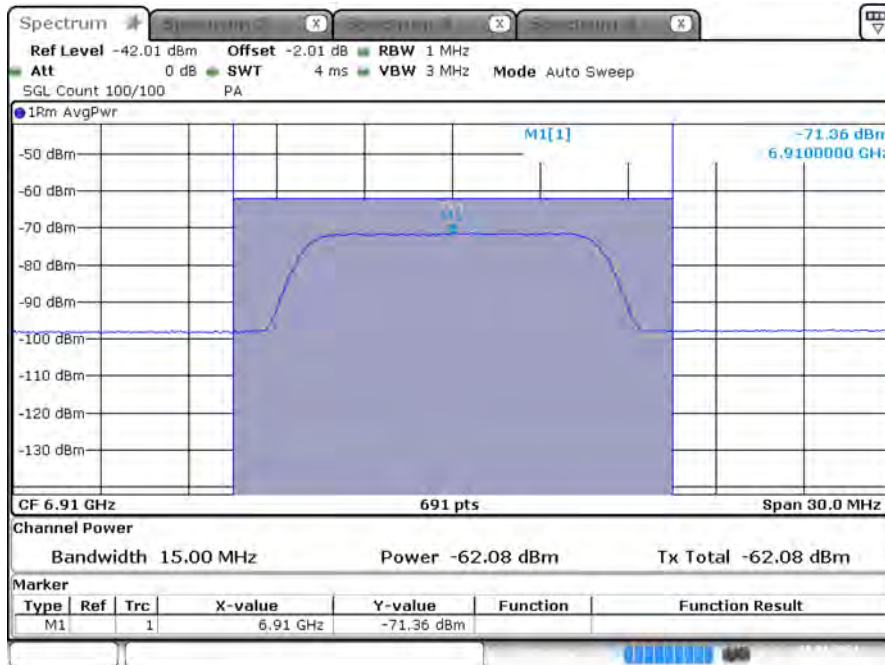 Spectrum X X X
Ref Level -42.01 dBm Offset -2.01 dB RBW 1 MHz
Att 0 dB SWT 4 ms VBW 3 MHz Mode Auto Sweep
SGL Count 100/100 PA
1Rm AvgPwr
M1[1] -71.36 dBm
6.9100000 GHz
-50 dBm
-60 dBm
M1
-70 dBm
-80 dBm
-90 dBm
-100 dBm
-110 dBm
-120 dBm
-130 dBm
CF 6.91 GHz 691 pts Span 30.0 MHz
Channel Power
Bandwidth 15.00 MHz Power -62.08 dBm Tx Total -62.08 dBm
Marker
Type Ref Trc X-value Y-value Function Function Result
M1 1 6.91 GHz -71.36 dBm